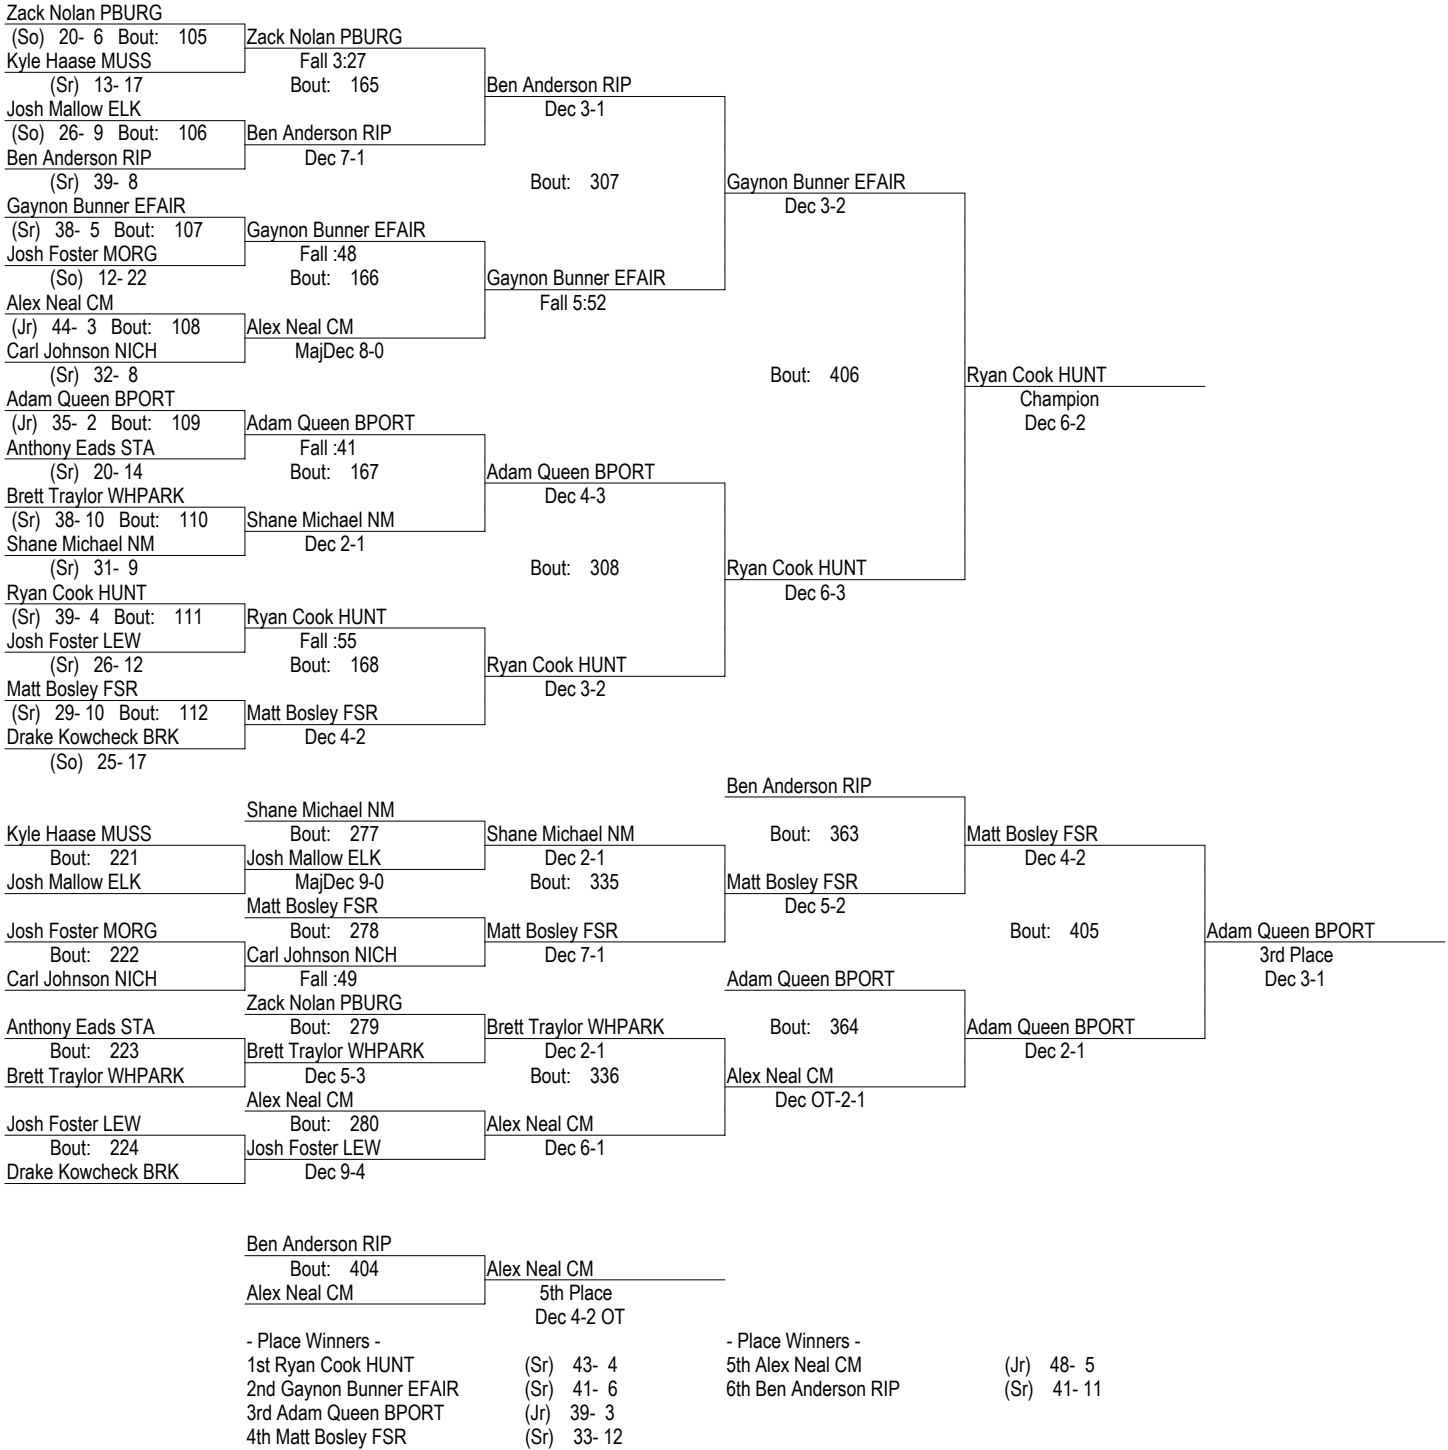 Zack Nolan PBURG
(So) 20- 6 Bout: 105 Zack Nolan PBURG
Kyle Haase MUSS Fall 3:27
(Sr) 13- 17 Bout: 165 Ben Anderson RIP
Josh Mallow ELK Dec 3-1
(So) 26- 9 Bout: 106 Ben Anderson RIP
Ben Anderson RIP Dec 7-1
(Sr) 39- 8 Bout: 307 Gaynon Bunner EFAIR
Gaynon Bunner EFAIR Dec 3-2
(Sr) 38- 5 Bout: 107 Gaynon Bunner EFAIR
Josh Foster MORG Fall :48
(So) 12- 22 Bout: 166 Gaynon Bunner EFAIR
Alex Neal CM Fall 5:52
(Jr) 44- 3 Bout: 108 Alex Neal CM
Carl Johnson NICH MajDec 8-0
(Sr) 32- 8 Bout: 406 Ryan Cook HUNT
Adam Queen BPORT Champion
(Jr) 35- 2 Bout: 109 Adam Queen BPORT Dec 6-2
Anthony Eads STA Fall :41
(Sr) 20- 14 Bout: 167 Adam Queen BPORT
Brett Traylor WHPARK Dec 4-3
(Sr) 38- 10 Bout: 110 Shane Michael NM
Shane Michael NM Dec 2-1
(Sr) 31- 9 Bout: 308 Ryan Cook HUNT
Ryan Cook HUNT Dec 6-3
(Sr) 39- 4 Bout: 111 Ryan Cook HUNT
Josh Foster LEW Fall :55
(Sr) 26- 12 Bout: 168 Ryan Cook HUNT
Matt Bosley FSR Dec 3-2
(Sr) 29- 10 Bout: 112 Matt Bosley FSR
Drake Kowcheck BRK Dec 4-2
(So) 25- 17
Ben Anderson RIP
Shane Michael NM
Kyle Haase MUSS Bout: 277 Shane Michael NM Bout: 363 Matt Bosley FSR
Bout: 221 Josh Mallow ELK Dec 2-1 Dec 4-2
Josh Mallow ELK MajDec 9-0 Bout: 335 Matt Bosley FSR
Matt Bosley FSR Dec 5-2
Josh Foster MORG Bout: 278 Matt Bosley FSR Bout: 405 Adam Queen BPORT
Bout: 222 Carl Johnson NICH Dec 7-1 3rd Place
Carl Johnson NICH Fall :49 Adam Queen BPORT Dec 3-1
Zack Nolan PBURG
Anthony Eads STA Bout: 279 Brett Traylor WHPARK Bout: 364 Adam Queen BPORT
Bout: 223 Brett Traylor WHPARK Dec 2-1 Dec 2-1
Brett Traylor WHPARK Dec 5-3 Bout: 336 Alex Neal CM
Alex Neal CM Dec OT-2-1
Josh Foster LEW Bout: 280 Alex Neal CM
Bout: 224 Josh Foster LEW Dec 6-1
Drake Kowcheck BRK Dec 9-4
Ben Anderson RIP
Bout: 404 Alex Neal CM
Alex Neal CM 5th Place
Dec 4-2 OT
- Place Winners - - Place Winners -
1st Ryan Cook HUNT (Sr) 43- 4 5th Alex Neal CM (Jr) 48- 5
2nd Gaynon Bunner EFAIR (Sr) 41- 6 6th Ben Anderson RIP (Sr) 41- 11
3rd Adam Queen BPORT (Jr) 39- 3
4th Matt Bosley FSR (Sr) 33- 12